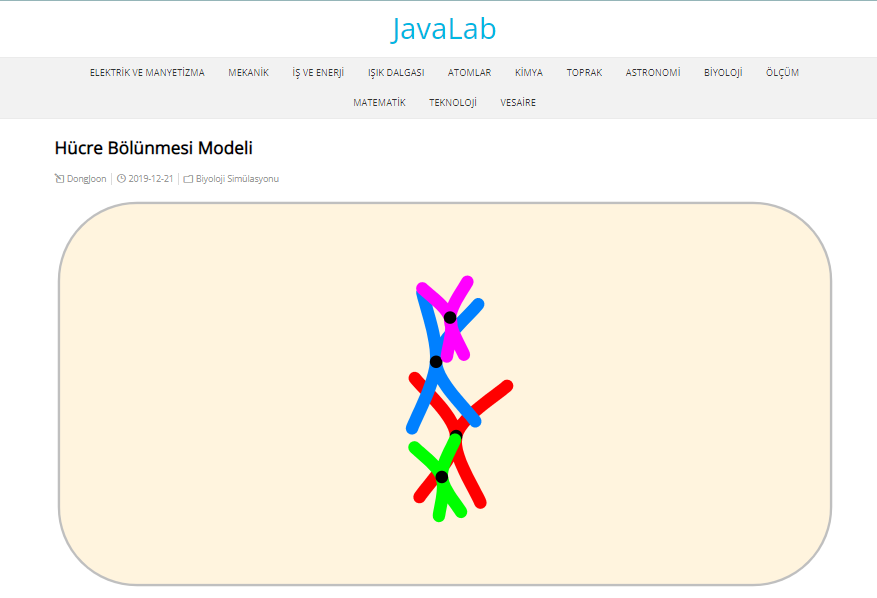 JavaLab
ELEKTRİK VE MANYETİZMA MEKANİK İŞ VE ENERJİ IŞIK DALGASI ATOMLAR KİMYA TOPRAK ASTRONOMİ BİYOLOJİ ÖLÇÜM
MATEMATİK TEKNOLOJİ VESAİRE
Hücre Bölünmesi Modeli
DongJoon 2019-12-21 Biyoloji Simülasyonu